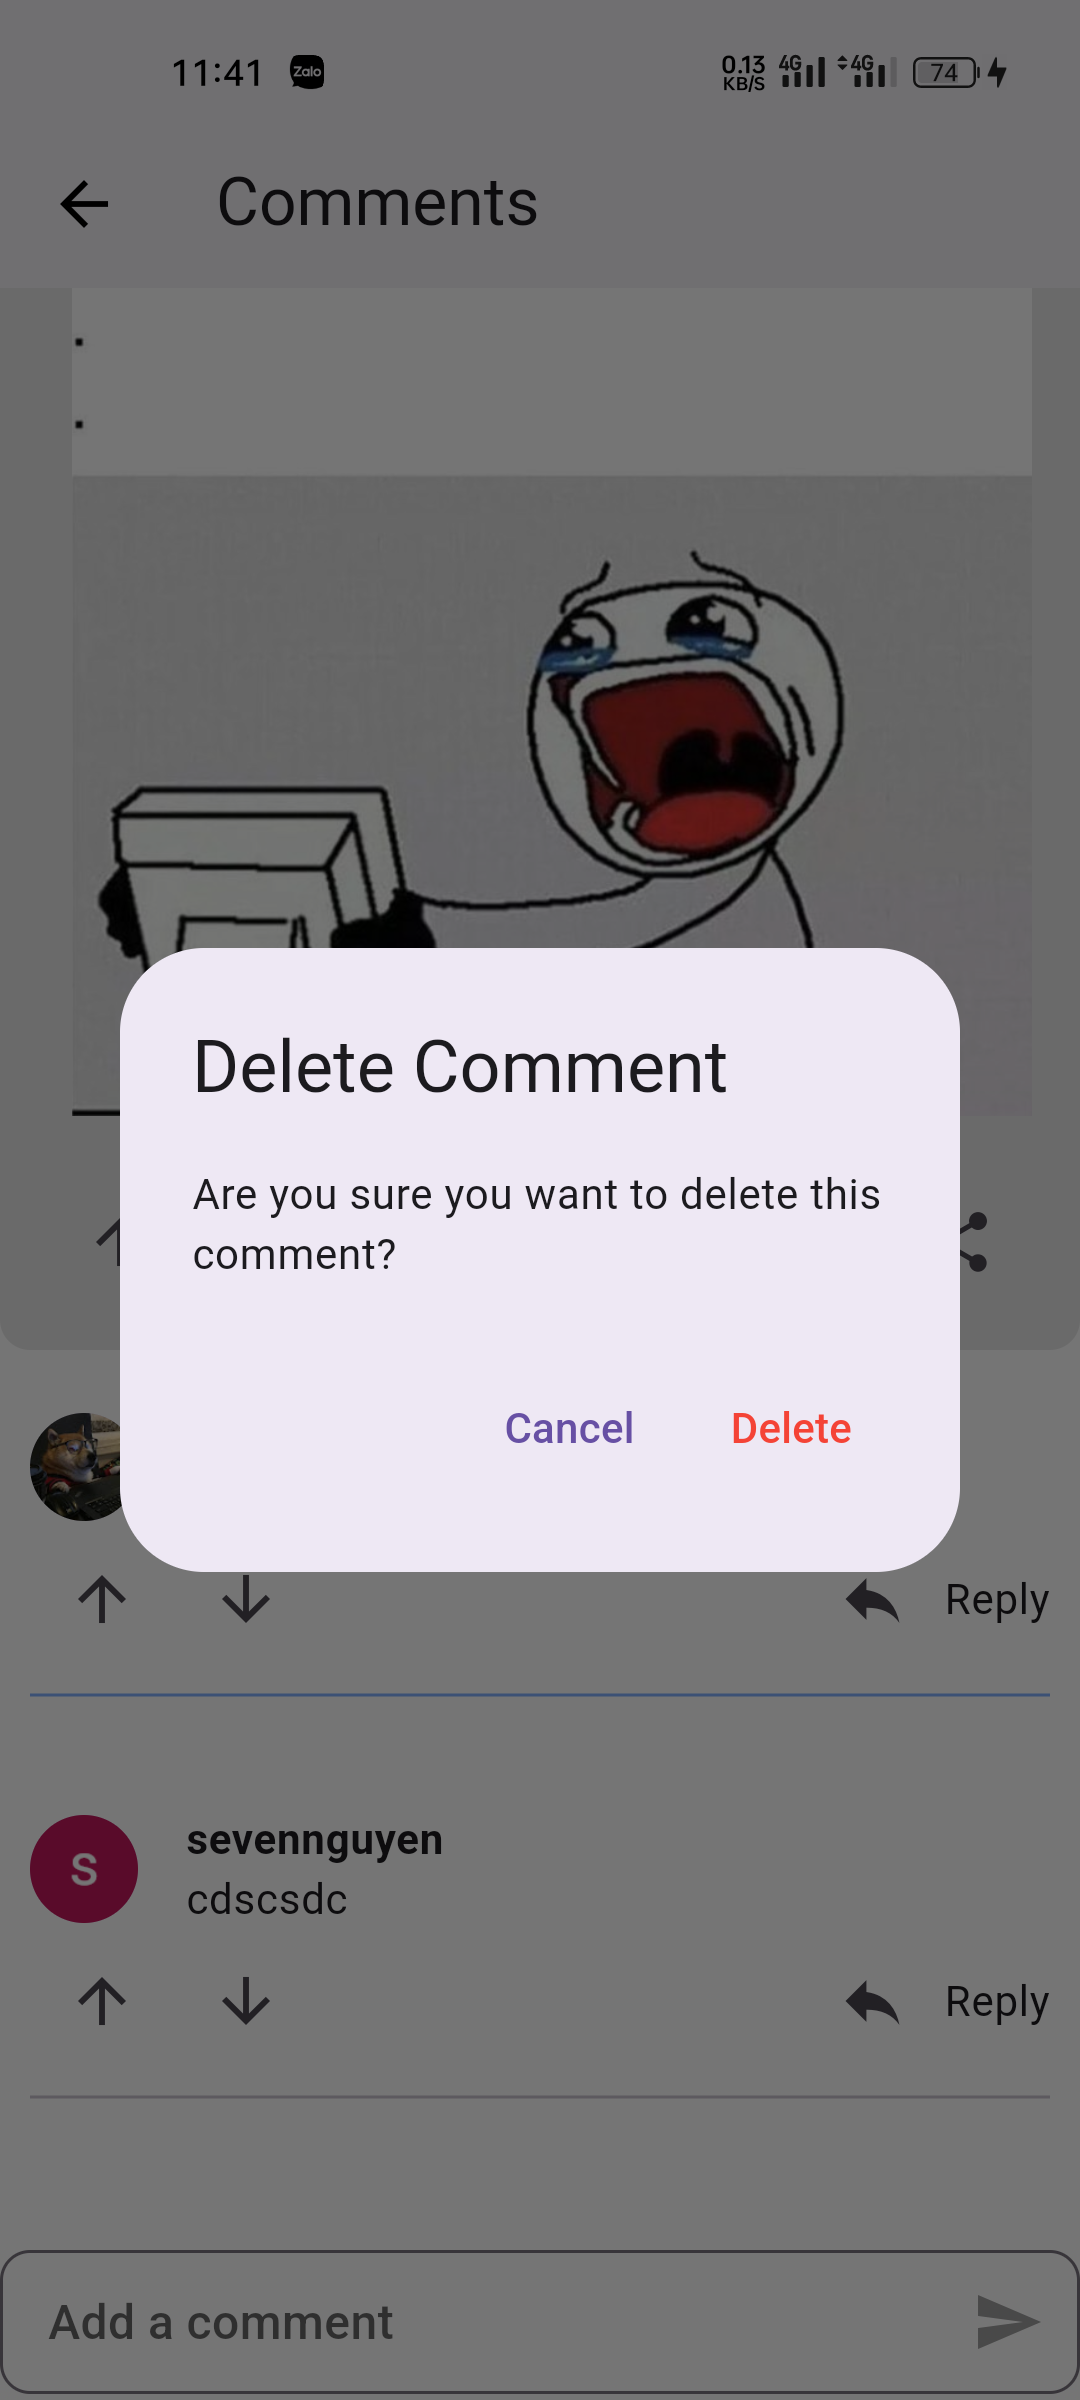 11:41
Zalo
0.13
KB/S
4G
4G
74
Comments
.
.
Delete Comment
Are you sure you want to delete this
comment?
Cancel
Delete
Reply
S
sevennguyen
cdscsdc
Reply
Add a comment